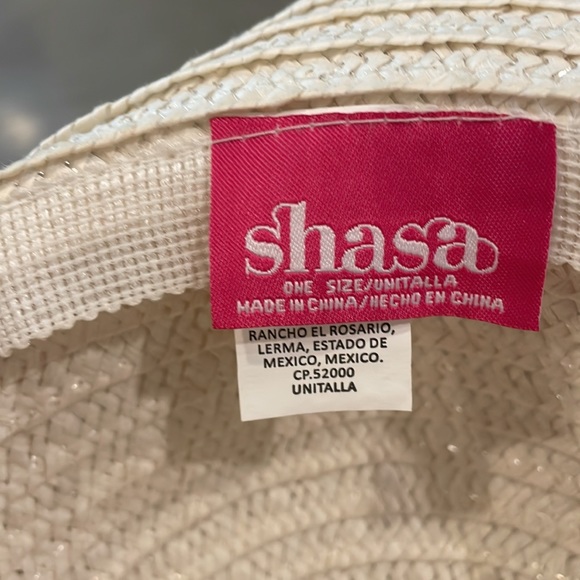 shasa
ONE SIZE/UNITALLA
MADE IN CHINA/HECHO EN CHINA
RANCHO EL ROSARIO,
LERMA, ESTADO DE
MEXICO, MEXICO.
CP.52000
UNITALLA